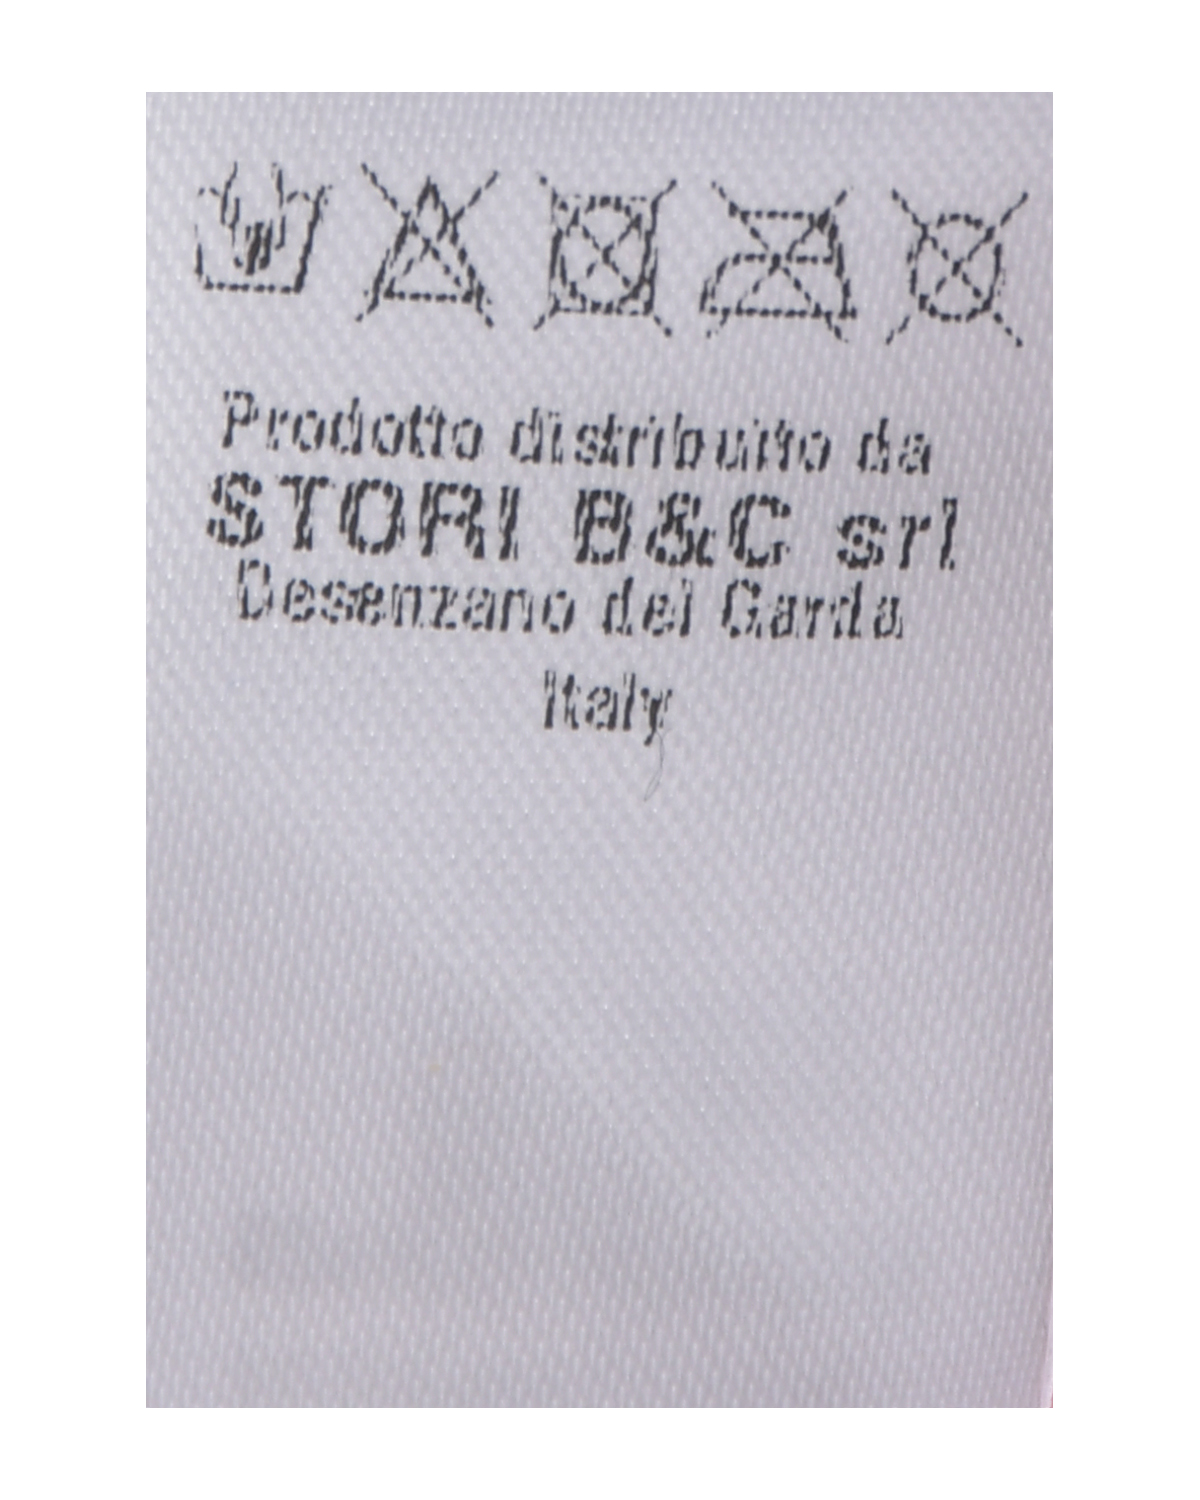 Prodotto distribuito da
STORI B&C srl
Desenzano del Garda
Italy